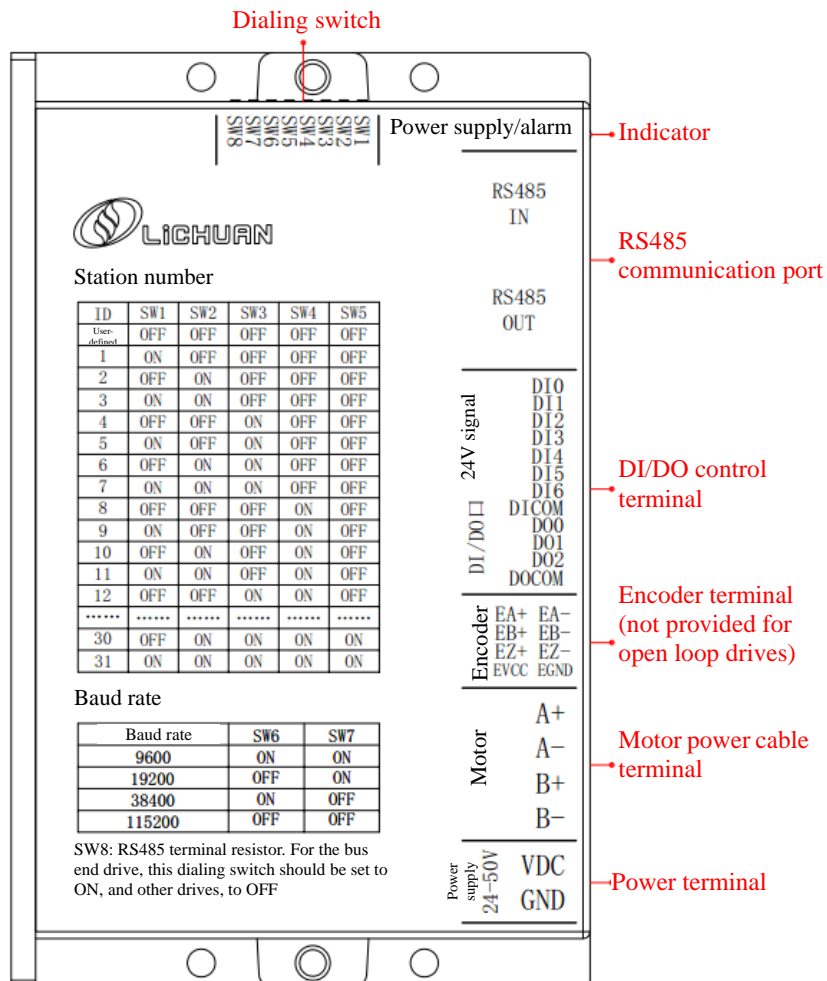 Dialing switch
SW8 SW7 SW6 SW5 SW4 SW3 SW2 SW1
Power supply/alarm
Indicator
RS485
IN
RS485
communication port
RS485
OUT
LiCHUAN
Station number
ID SW1 SW2 SW3 SW4 SW5
User-defined OFF OFF OFF OFF OFF
1 ON OFF OFF OFF OFF
2 OFF ON OFF OFF OFF
3 ON ON OFF OFF OFF
4 OFF OFF ON OFF OFF
5 ON OFF ON OFF OFF
6 OFF ON ON OFF OFF
7 ON ON ON OFF OFF
8 OFF OFF OFF ON OFF
9 ON OFF OFF ON OFF
10 OFF ON OFF ON OFF
11 ON ON OFF ON OFF
12 OFF OFF ON ON OFF
...... ...... ...... ...... ...... ......
30 OFF ON ON ON ON
31 ON ON ON ON ON
24V signal
DI/DO口
DI0
DI1
DI2
DI3
DI4
DI5
DI6
DICOM
DO0
DO1
DO2
DOCOM
DI/DO control
terminal
Encoder
EA+ EA-
EB+ EB-
EZ+ EZ-
EVCC EGND
Encoder terminal
(not provided for
open loop drives)
Baud rate
Baud rate SW6 SW7
9600 ON ON
19200 OFF ON
38400 ON OFF
115200 OFF OFF
SW8: RS485 terminal resistor. For the bus
end drive, this dialing switch should be set to
ON, and other drives, to OFF
Motor
A+
A-
B+
B-
Motor power cable
terminal
Power
supply
24-50V
VDC
GND
Power terminal